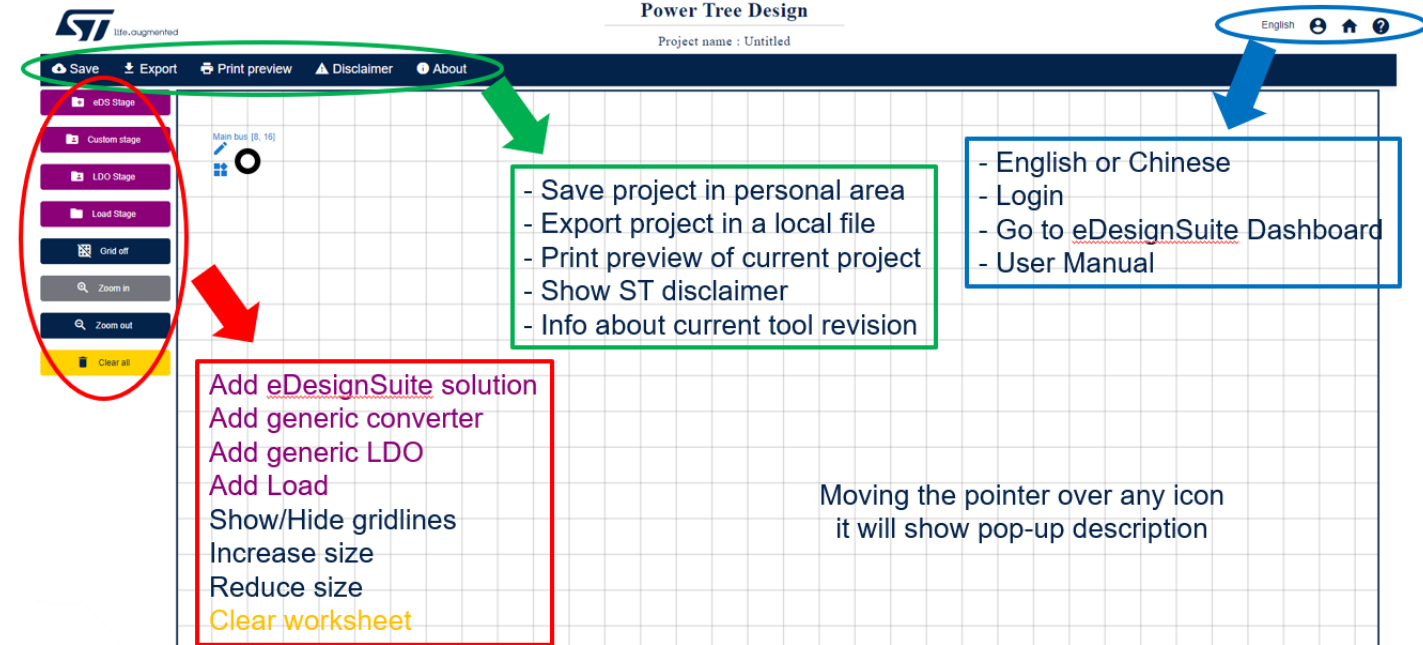 ST life.augmented
Power Tree Design
Project name : Untitled
English
Save Export Print preview Disclaimer About
eDS Stage
Custom stage
LDO Stage
Load Stage
Grid off
Zoom in
Zoom out
Clear all
Main bus [8, 16]
- Save project in personal area
- Export project in a local file
- Print preview of current project
- Show ST disclaimer
- Info about current tool revision
- English or Chinese
- Login
- Go to eDesignSuite Dashboard
- User Manual
Add eDesignSuite solution
Add generic converter
Add generic LDO
Add Load
Show/Hide gridlines
Increase size
Reduce size
Clear worksheet
Moving the pointer over any icon
it will show pop-up description